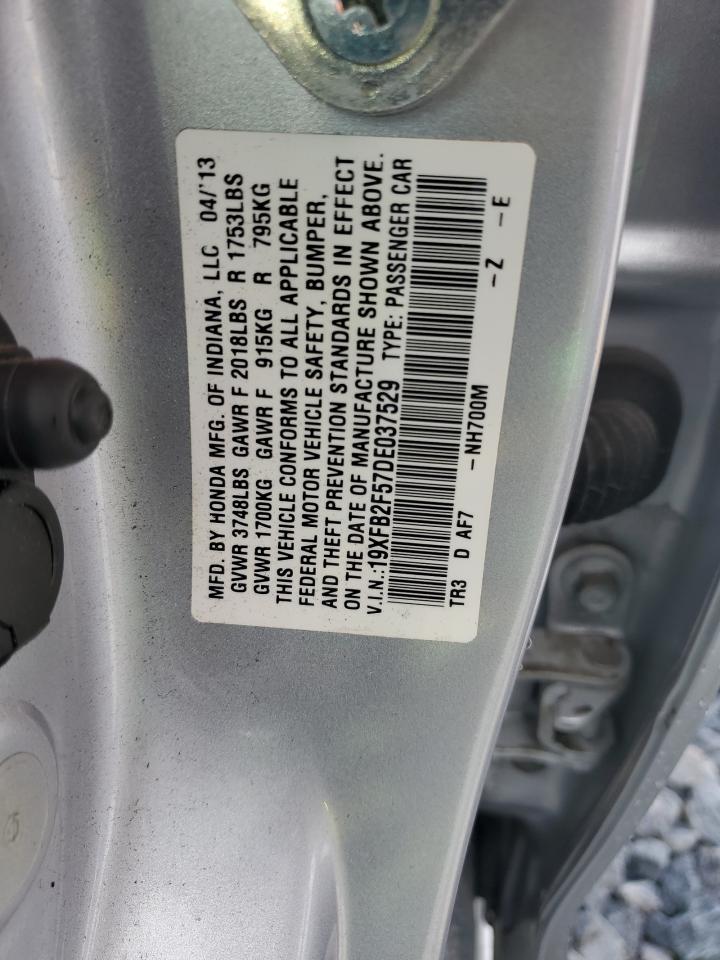 MFD. BY HONDA MFG. OF INDIANA, LLC 04/'13
GVWR 3748LBS GAWR F 2018LBS R 1753LBS
GVWR 1700KG GAWR F 915KG R 795KG
THIS VEHICLE CONFORMS TO ALL APPLICABLE
FEDERAL MOTOR VEHICLE SAFETY, BUMPER,
AND THEFT PREVENTION STANDARDS IN EFFECT
ON THE DATE OF MANUFACTURE SHOWN ABOVE.
V.I.N.:19XFB2F57DE037529 TYPE: PASSENGER CAR
TR3 D AF7 -NH700M -Z -E